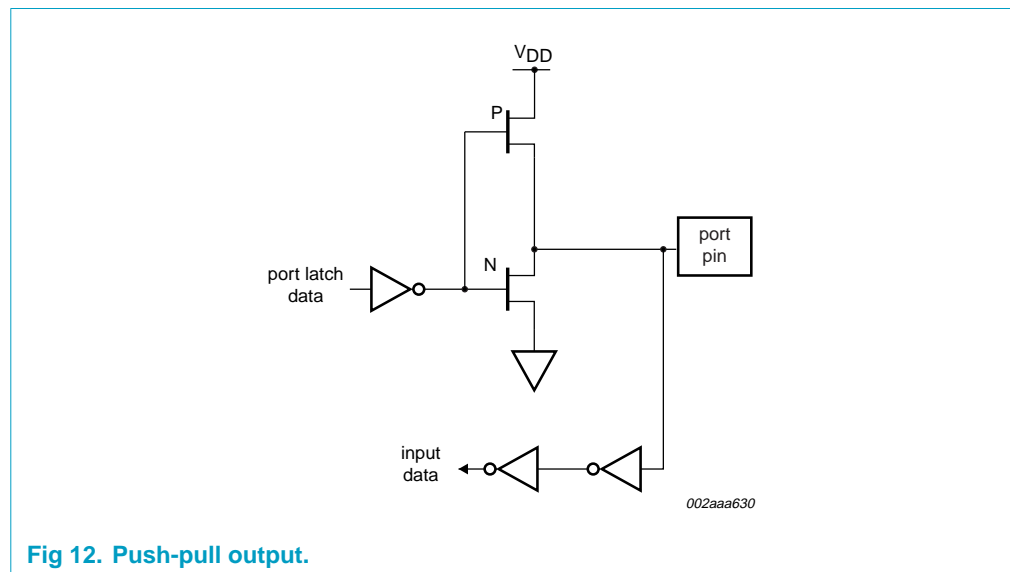 VDD
P
port
pin
N
port latch
data
input
data
002aaa630
Fig 12. Push-pull output.